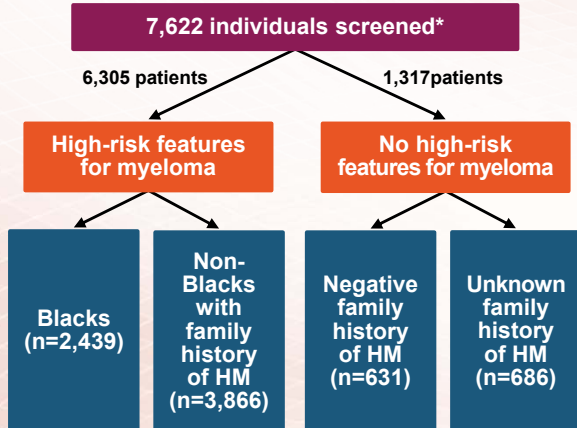 7,622 individuals screened*
6,305 patients
1,317patients
High-risk features
for myeloma
No high-risk
features for myeloma
Blacks
(n=2,439)
Non-
Blacks
with
family
history
of HM
(n=3,866)
Negative
family
history
of HM
(n=631)
Unknown
family
history
of HM
(n=686)